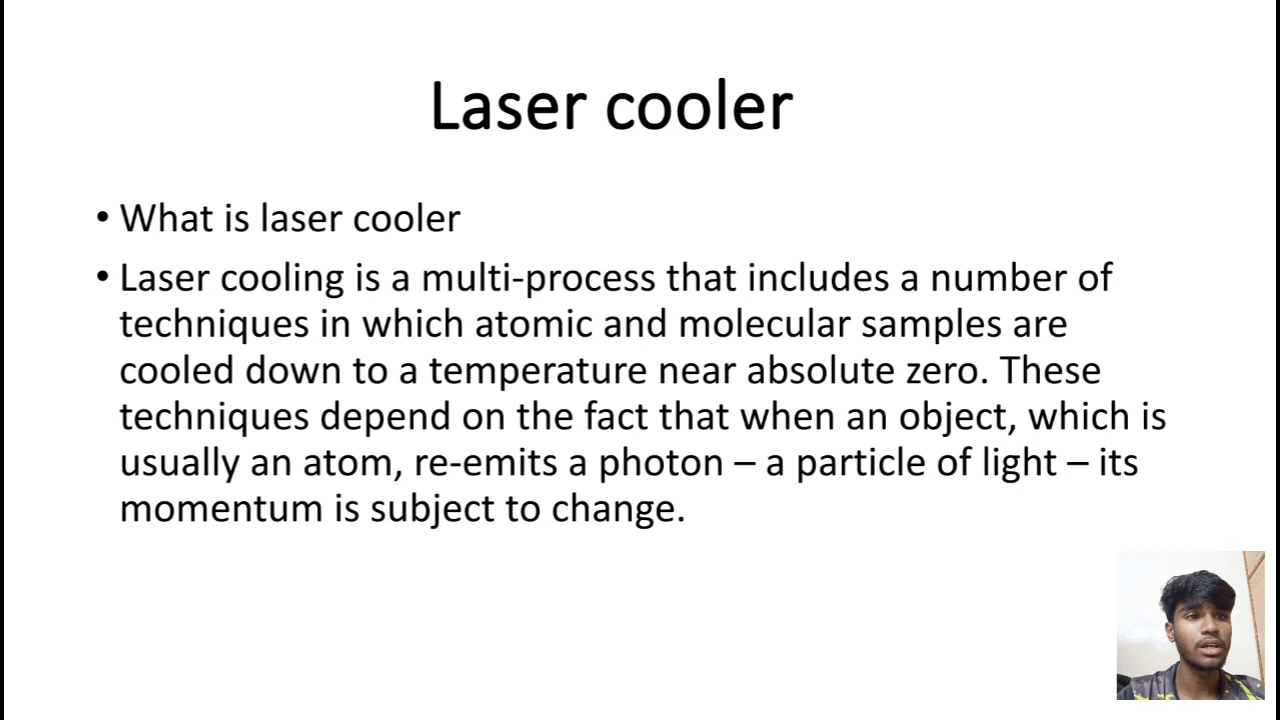 Laser cooler
• What is laser cooler
• Laser cooling is a multi-process that includes a number of
techniques in which atomic and molecular samples are
cooled down to a temperature near absolute zero. These
techniques depend on the fact that when an object, which is
usually an atom, re-emits a photon – a particle of light – its
momentum is subject to change.